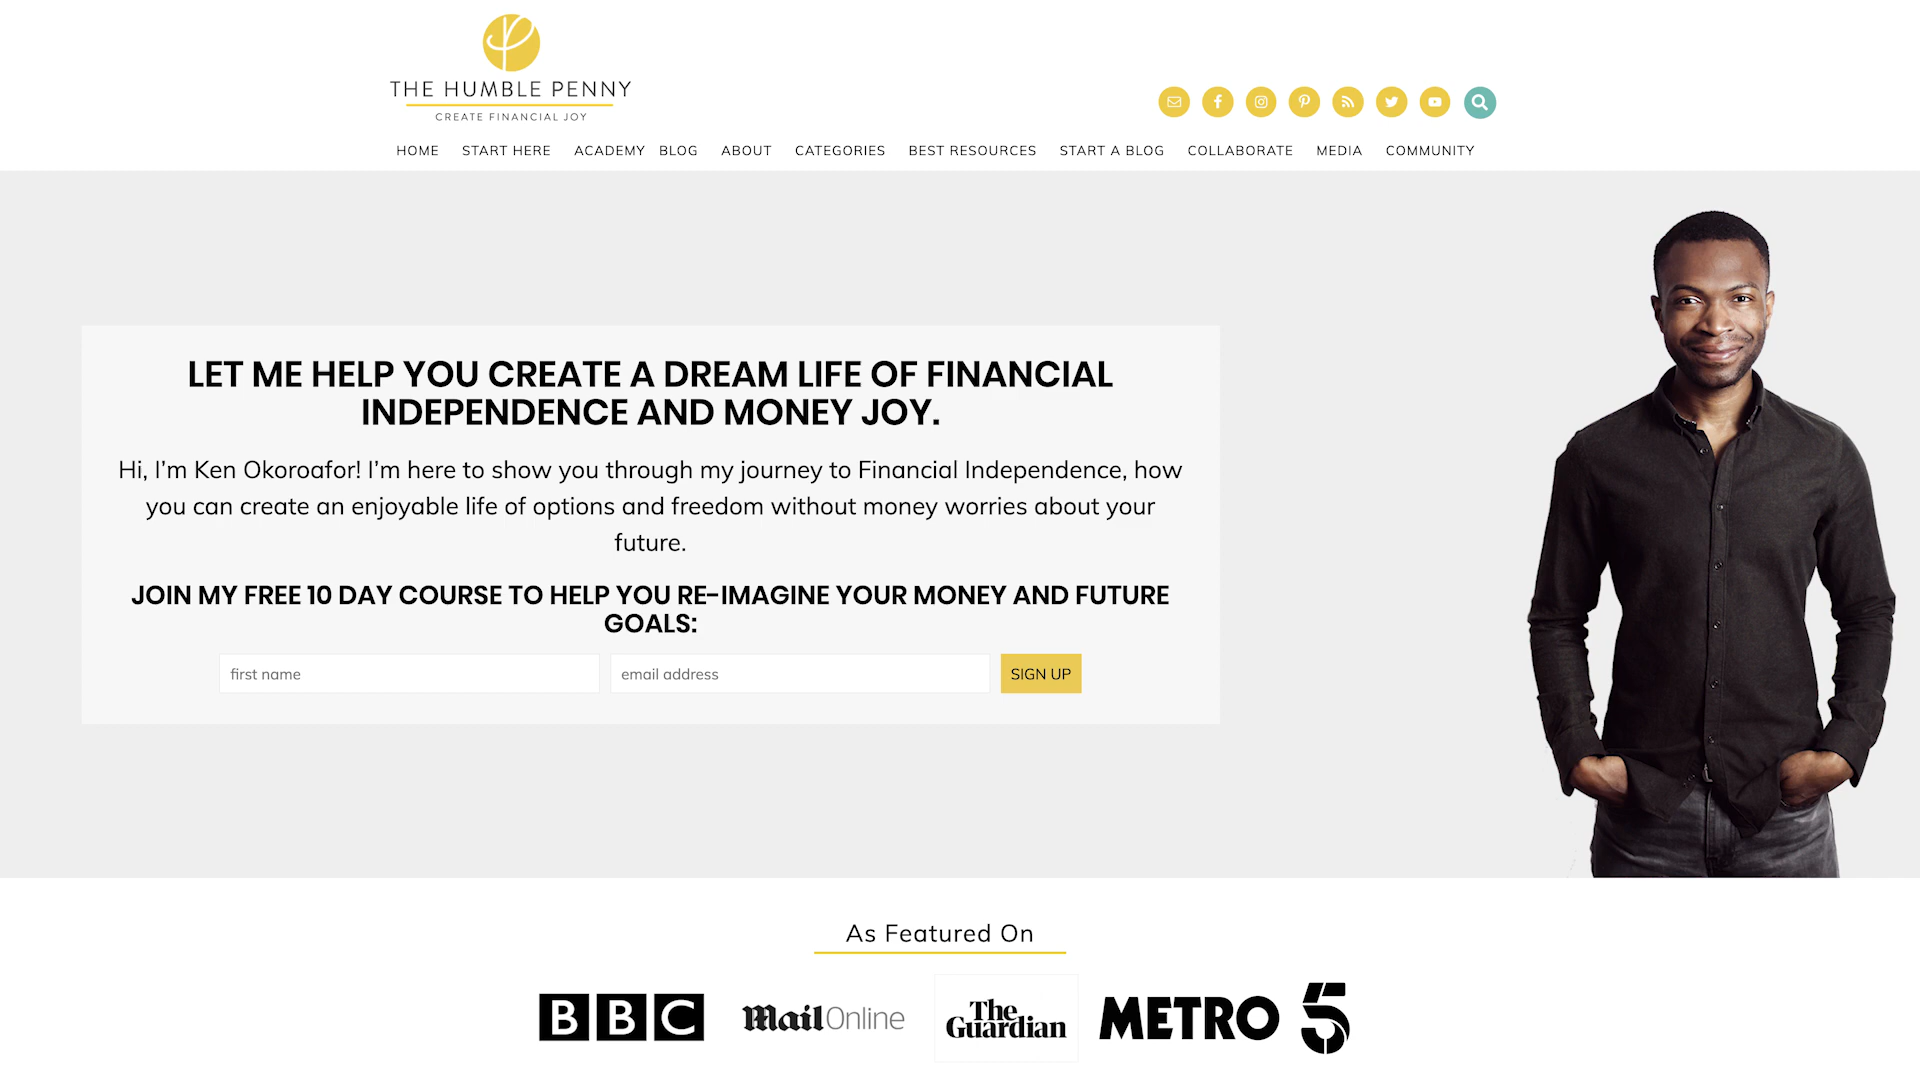 THE HUMBLE PENNY
CREATE FINANCIAL JOY
HOME START HERE ACADEMY BLOG ABOUT CATEGORIES BEST RESOURCES START A BLOG COLLABORATE MEDIA COMMUNITY
LET ME HELP YOU CREATE A DREAM LIFE OF FINANCIAL
INDEPENDENCE AND MONEY JOY.
Hi, I’m Ken Okoroafor! I’m here to show you through my journey to Financial Independence, how
you can create an enjoyable life of options and freedom without money worries about your
future.
JOIN MY FREE 10 DAY COURSE TO HELP YOU RE-IMAGINE YOUR MONEY AND FUTURE
GOALS:
first name email address SIGN UP
As Featured On
BBC MailOnline The Guardian METRO 5